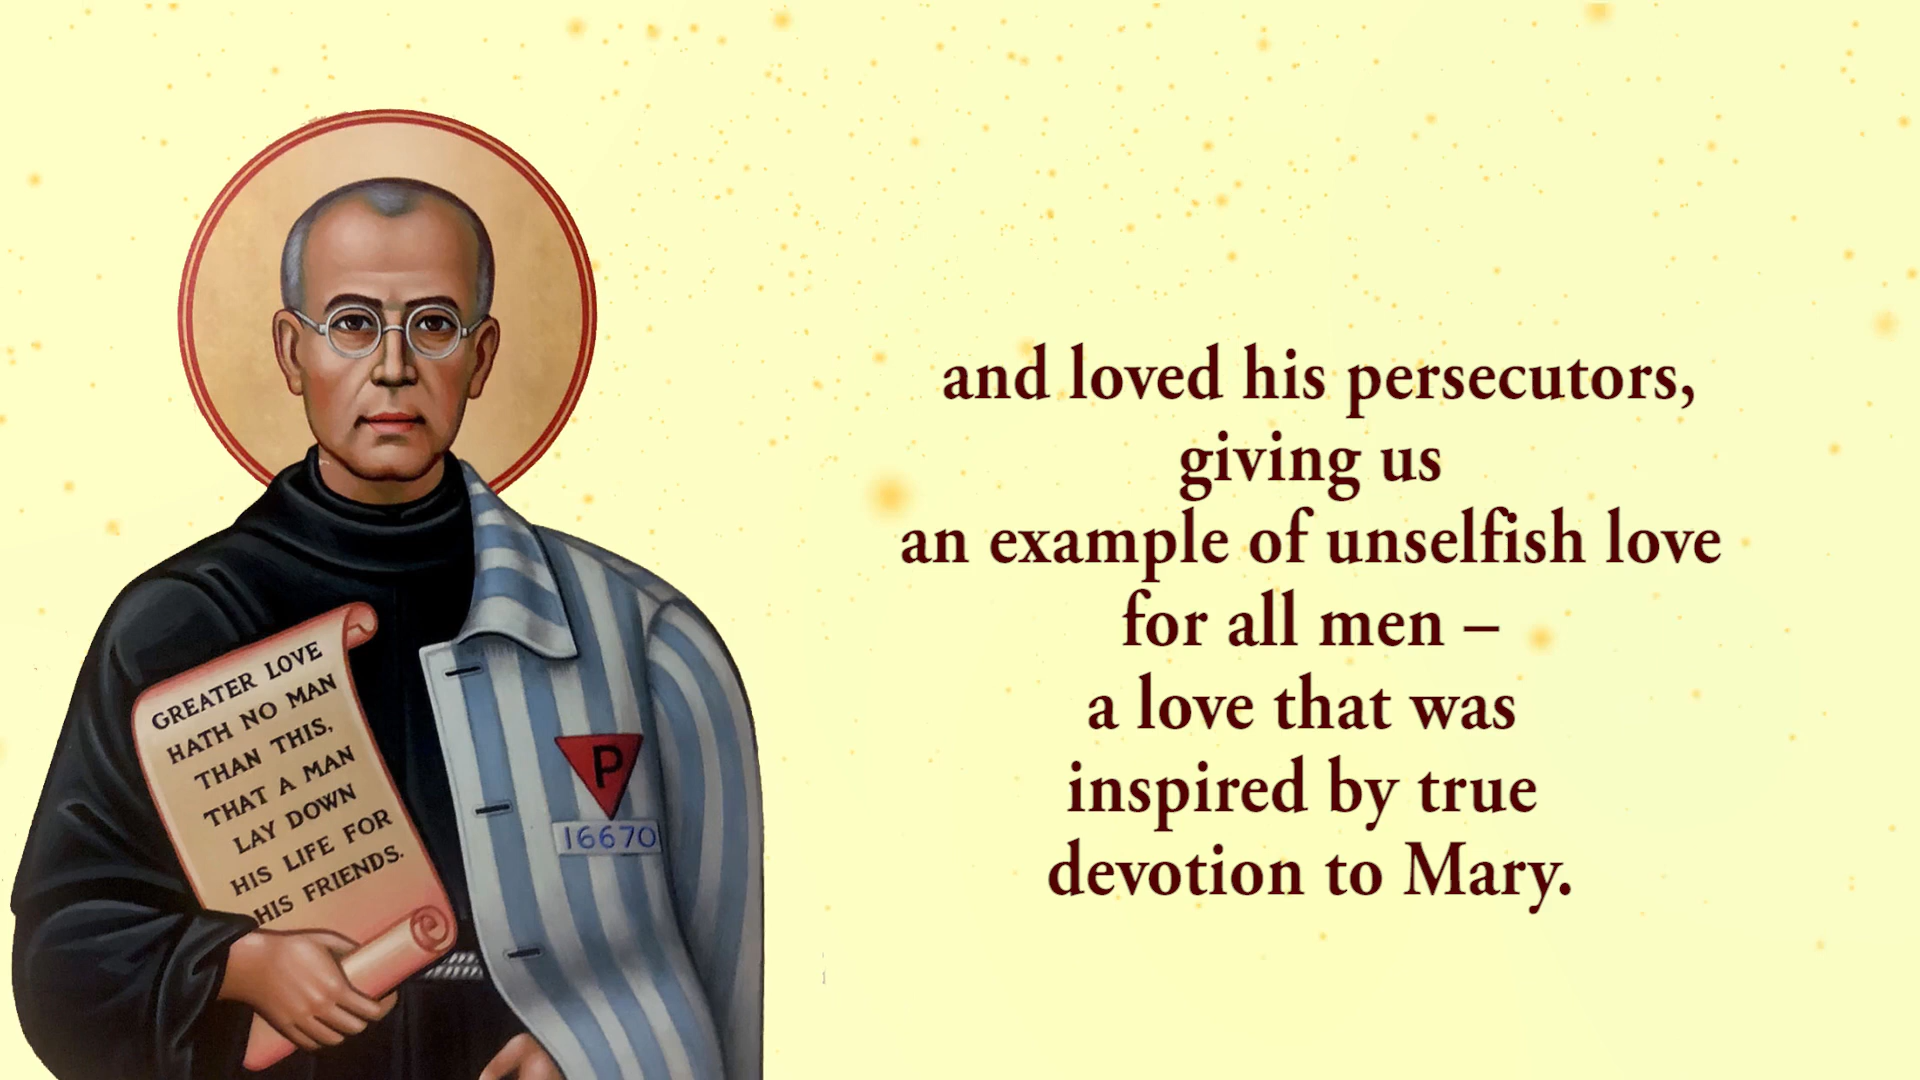 and loved his persecutors,
giving us
an example of unselfish love
for all men –
a love that was
inspired by true
devotion to Mary.
GREATER LOVE
HATH NO MAN
THAN THIS,
THAT A MAN
LAY DOWN
HIS LIFE FOR
HIS FRIENDS.
P
16670